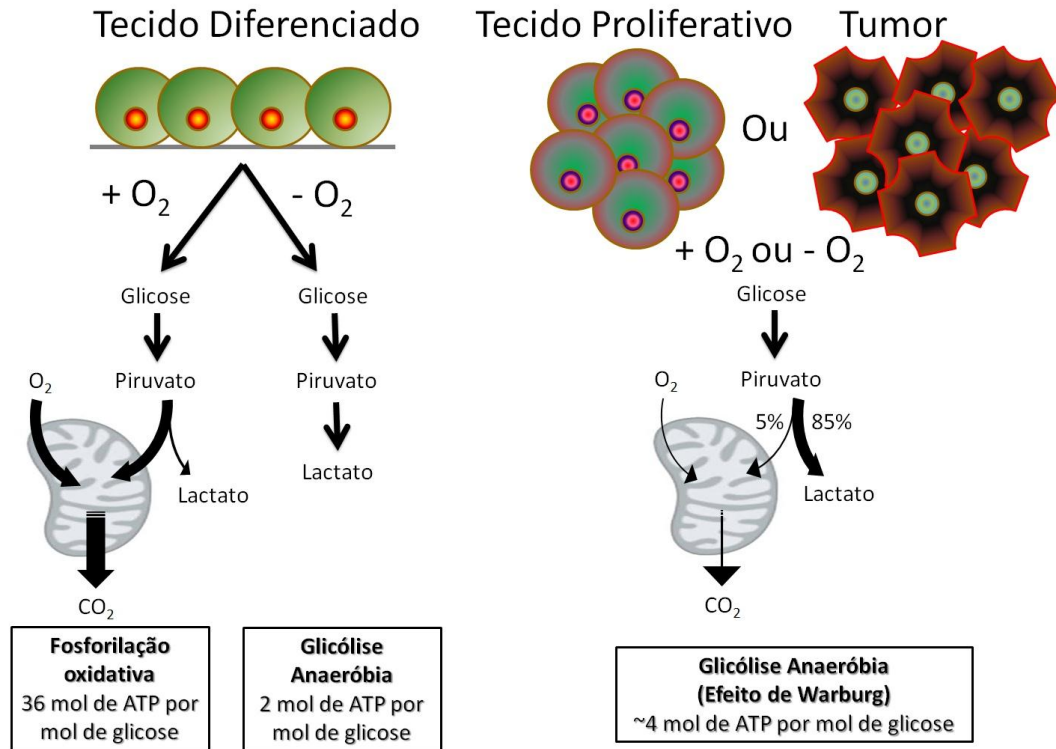 Tecido Diferenciado
+ O₂
- O₂
Glicose
Glicose
O₂
Piruvato
Piruvato
Lactato
Lactato
CO₂
Fosforilação
oxidativa
36 mol de ATP por
mol de glicose
Glicólise
Anaeróbia
2 mol de ATP por
mol de glicose
Tecido Proliferativo
Ou
Tumor
+ O₂ ou - O₂
Glicose
O₂
Piruvato
5%
85%
Lactato
CO₂
Glicólise Anaeróbia
(Efeito de Warburg)
~4 mol de ATP por mol de glicose